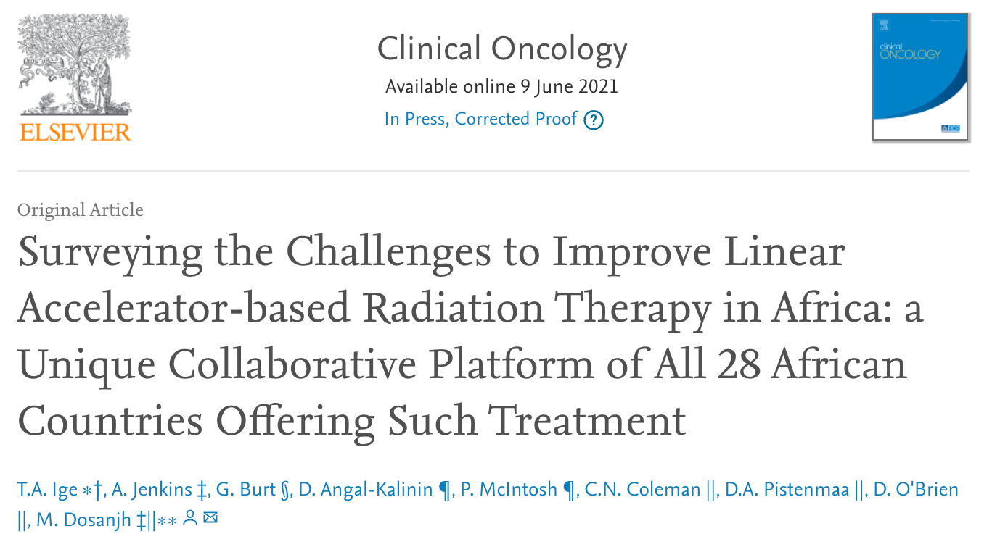 ELSEVIER
Clinical Oncology
Available online 9 June 2021
In Press, Corrected Proof ?
clinical
ONCOLOGY
Original Article
Surveying the Challenges to Improve Linear
Accelerator-based Radiation Therapy in Africa: a
Unique Collaborative Platform of All 28 African
Countries Offering Such Treatment
T.A. Ige ∗†, A. Jenkins ‡, G. Burt §, D. Angal-Kalinin ¶, P. McIntosh ¶, C.N. Coleman ||, D.A. Pistenmaa ||, D. O'Brien
||, M. Dosanjh ‡||∗∗